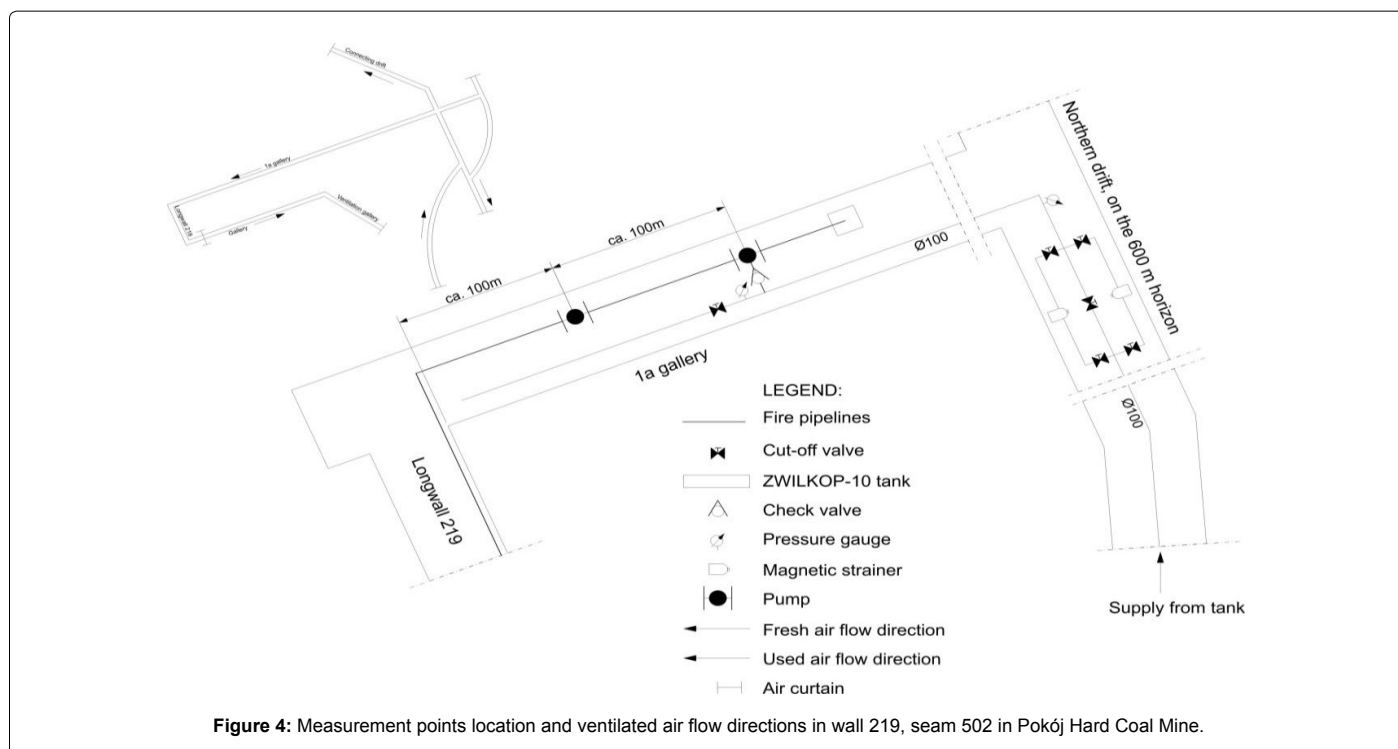 Connecting drift
1a gallery
Longwall 219
Gallery
Ventilation gallery
ca. 100m
ca. 100m
Ø100
Northern drift, on the 600 m horizon
1a gallery
Longwall 219
Ø100
Supply from tank
LEGEND:
Fire pipelines
Cut-off valve
ZWILKOP-10 tank
Check valve
Pressure gauge
Magnetic strainer
Pump
Fresh air flow direction
Used air flow direction
Air curtain
Figure 4: Measurement points location and ventilated air flow directions in wall 219, seam 502 in Pokój Hard Coal Mine.